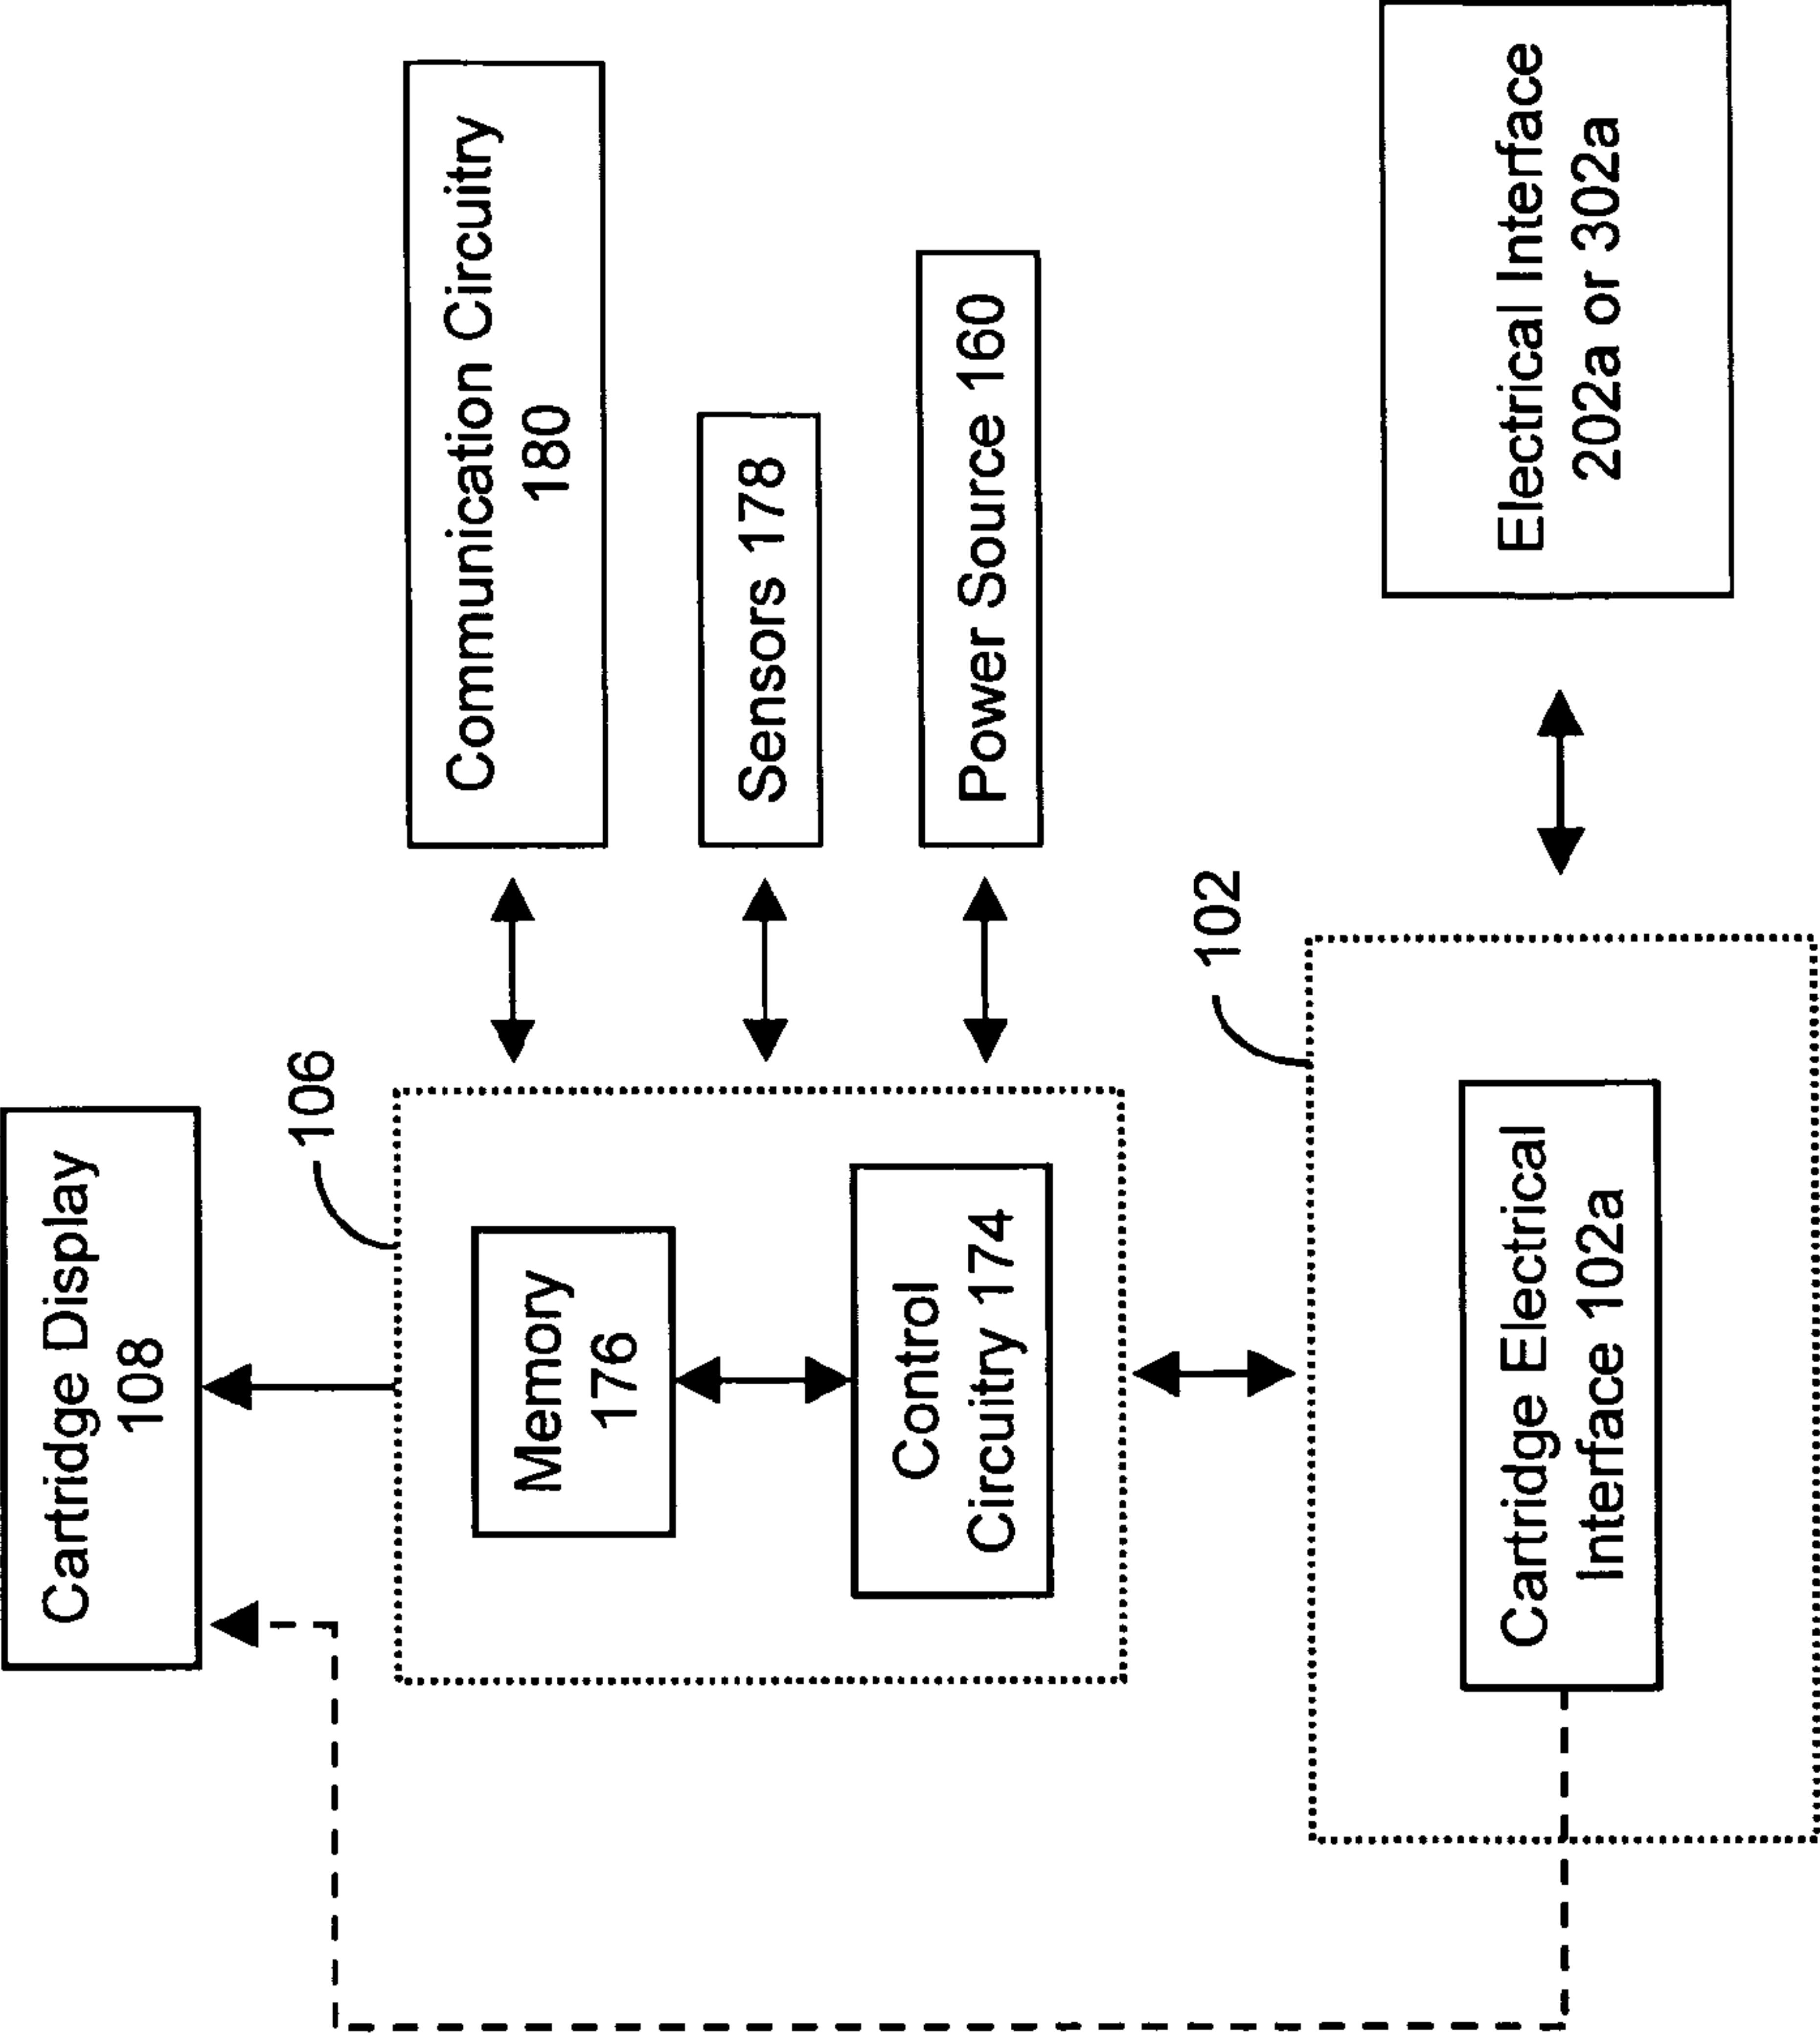 Cartridge Display
108
106
Memory
176
Control
Circuitry 174
Communication Circuitry
180
Sensors 178
Power Source 160
102
Cartridge Electrical
Interface 102a
Electrical Interface
202a or 302a